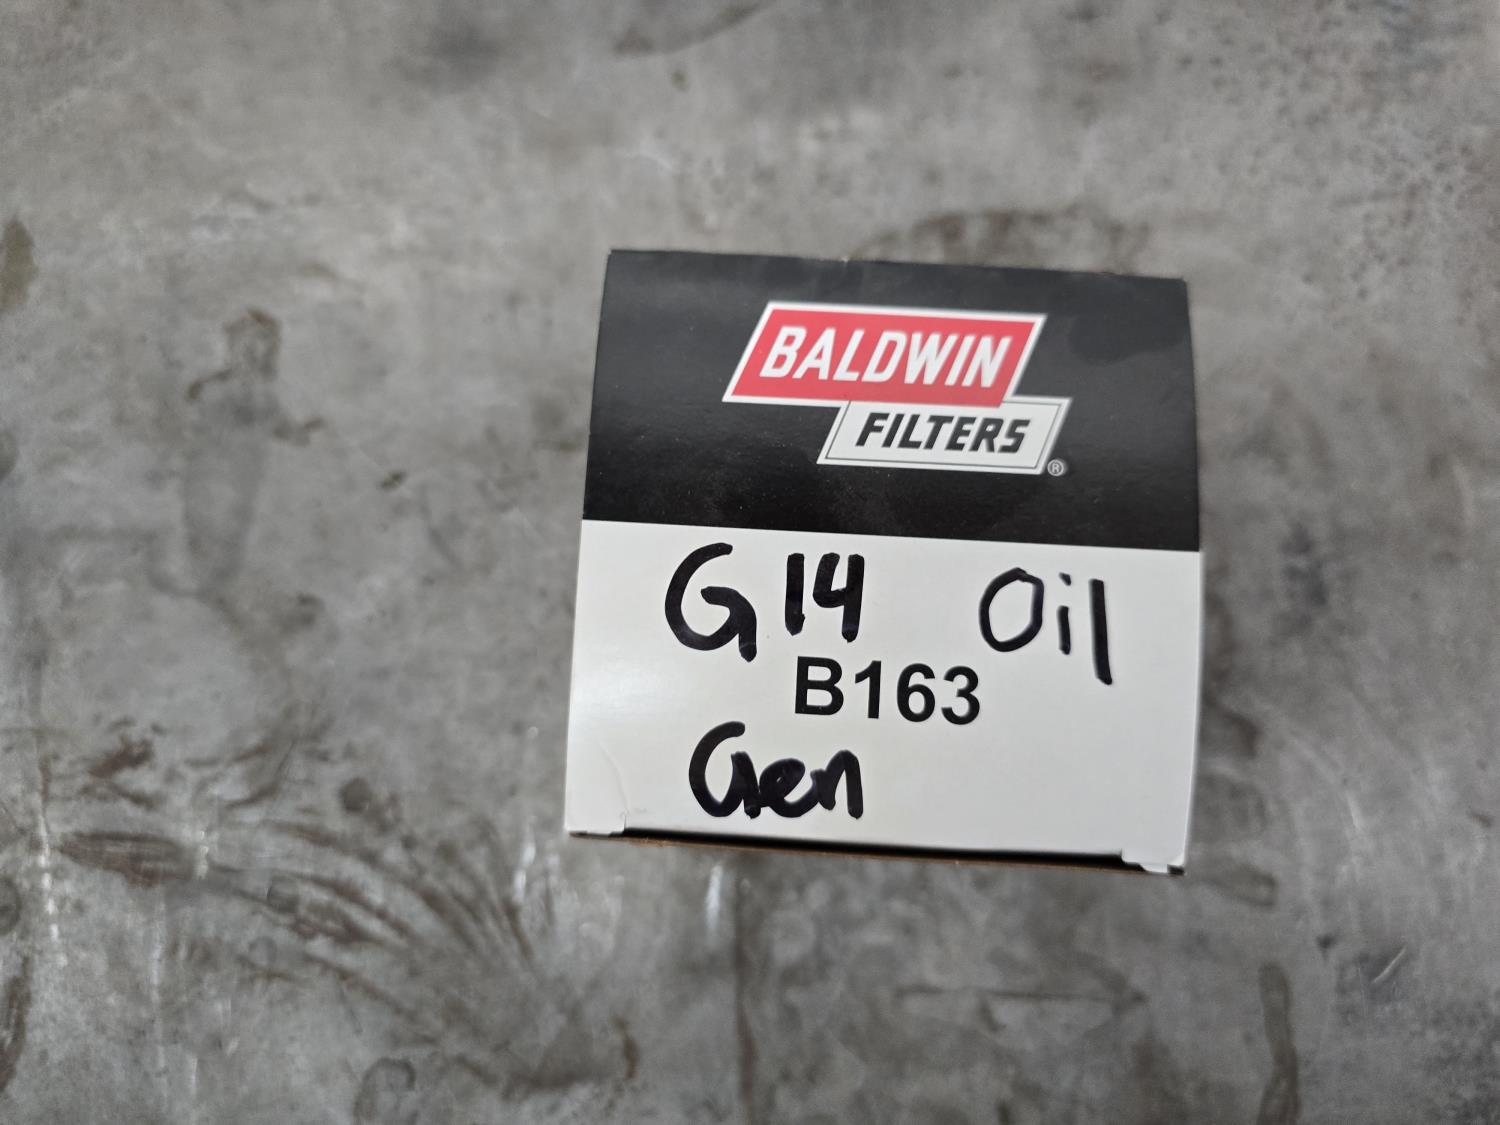 BALDWIN
FILTERS®
G14 Oil
B163
Gen